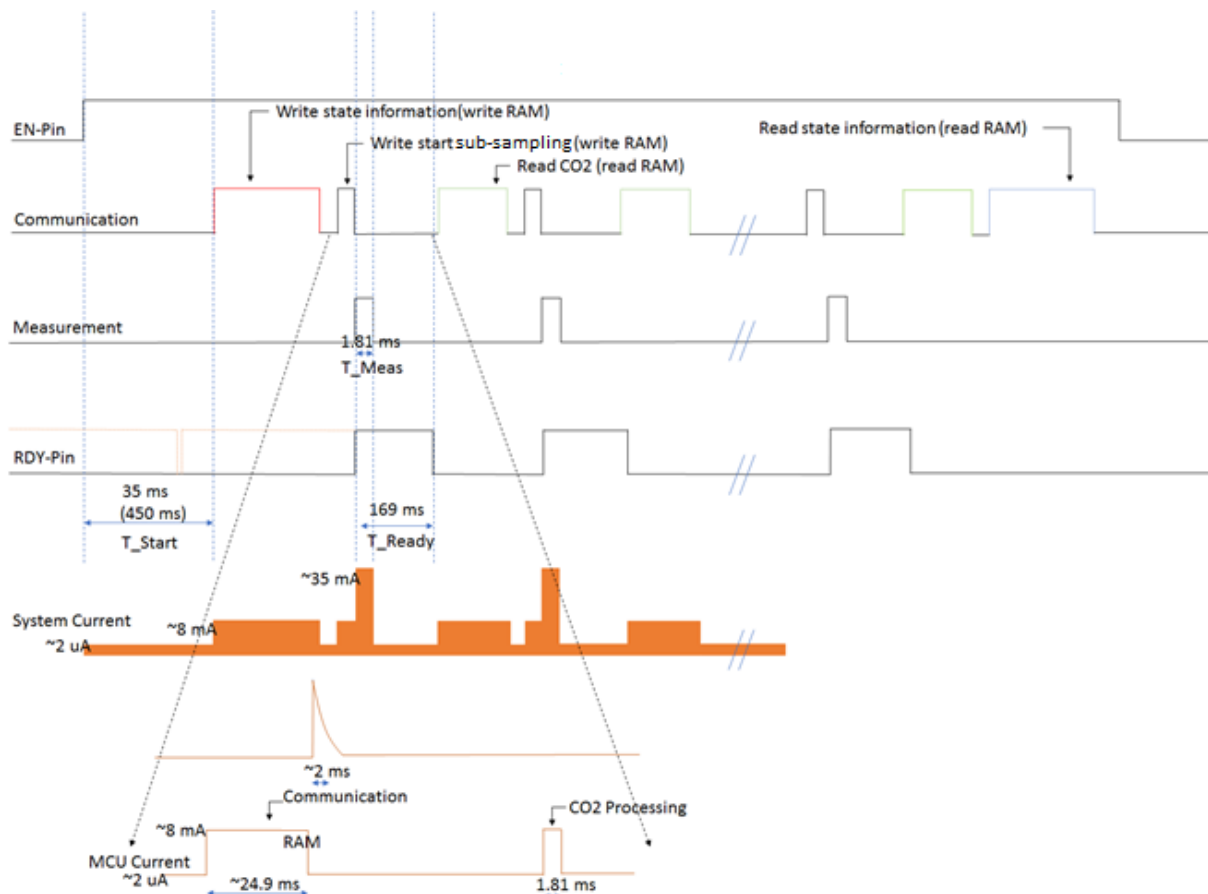 Write state information(write RAM)
EN-Pin
Write start sub-sampling(write RAM)
Read state information (read RAM)
Read CO2 (read RAM)
Communication
Measurement
1.81 ms
T_Meas
RDY-Pin
35 ms
(450 ms)
T_Start
169 ms
T_Ready
~35 mA
System Current
~8 mA
~2 uA
~2 ms
Communication
CO2 Processing
~8 mA
RAM
MCU Current
~2 uA
~24.9 ms
1.81 ms